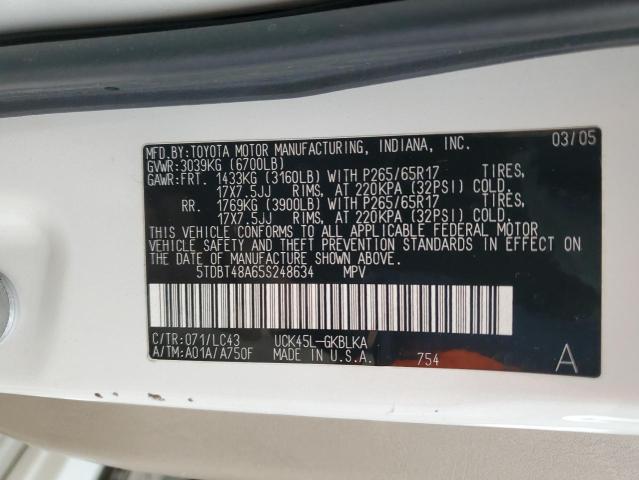 MFD.BY:TOYOTA MOTOR MANUFACTURING, INDIANA, INC. 03/05
GVWR:3039KG (6700LB)
GAWR:FRT. 1433KG (3160LB) WITH P265/65R17 TIRES,
17X7.5JJ RIMS, AT 220KPA (32PSI) COLD.
RR. 1769KG (3900LB) WITH P265/65R17 TIRES,
17X7.5JJ RIMS, AT 220KPA (32PSI) COLD.
THIS VEHICLE CONFORMS TO ALL APPLICABLE FEDERAL MOTOR
VEHICLE SAFETY AND THEFT PREVENTION STANDARDS IN EFFECT ON
THE DATE OF MANUFACTURE SHOWN ABOVE.
5TDBT48A65S248634 MPV
C/TR:071/LC43 UCK45L-GKBLKA
A/TM:A01A/A750F MADE IN U.S.A. 754 A